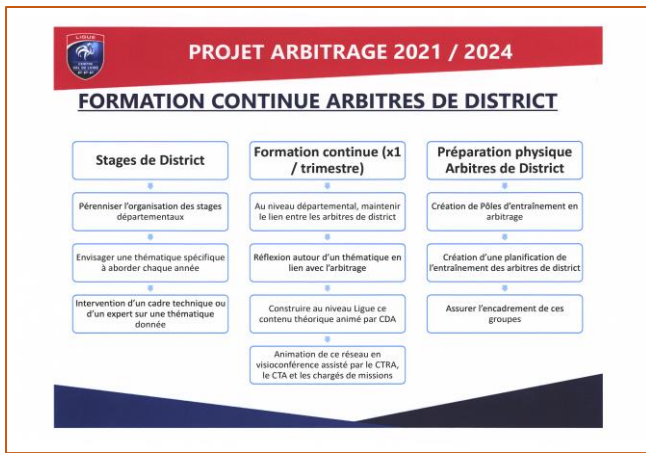 LIGUE
CENTRE
VAL DE LOIRE
PROJET ARBITRAGE 2021 / 2024
FORMATION CONTINUE ARBITRES DE DISTRICT
Stages de District
Pérenniser l'organisation des stages
départementaux
Envisager une thématique spécifique
à aborder chaque année
Intervention d'un cadre technique ou
d'un expert sur une thématique
donnée
Formation continue (x1
/ trimestre)
Au niveau départemental, maintenir
le lien entre les arbitres de district
Réflexion autour d'un thématique en
lien avec l'arbitrage
Construire au niveau Ligue ce
contenu théorique animé par CDA
Animation de ce réseau en
visioconférence assisté par le CTRA,
le CTA et les chargés de missions
Préparation physique
Arbitres de District
Création de Pôles d'entraînement en
arbitrage
Création d'une planification de
l'entraînement des arbitres de district
Assurer l'encadrement de ces
groupes